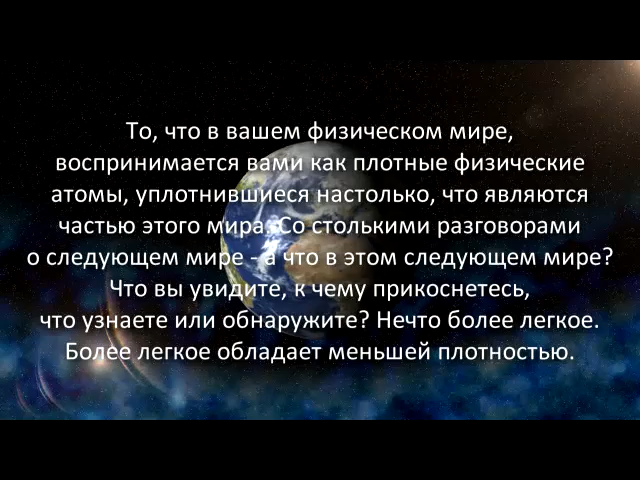 То, что в вашем физическом мире,
воспринимается вами как плотные физические
атомы, уплотнившиеся настолько, что являются
частью этого мира. Со столькими разговорами
о следующем мире - а что в этом следующем мире?
Что вы увидите, к чему прикоснетесь,
что узнаете или обнаружите? Нечто более легкое.
Более легкое обладает меньшей плотностью.